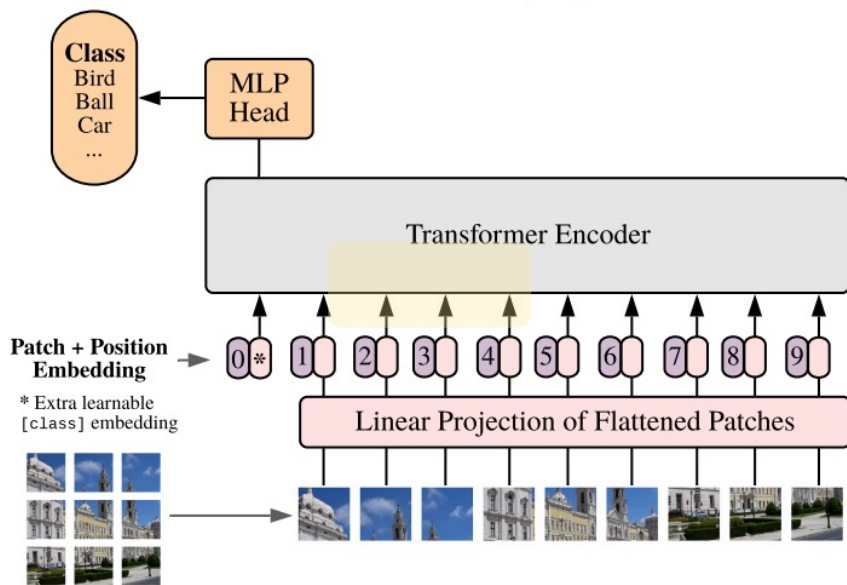 Class
Bird
Ball
Car
...
MLP
Head
Transformer Encoder
Patch + Position
Embedding
0 * 1 2 3 4 5 6 7 8 9
* Extra learnable
[class] embedding
Linear Projection of Flattened Patches